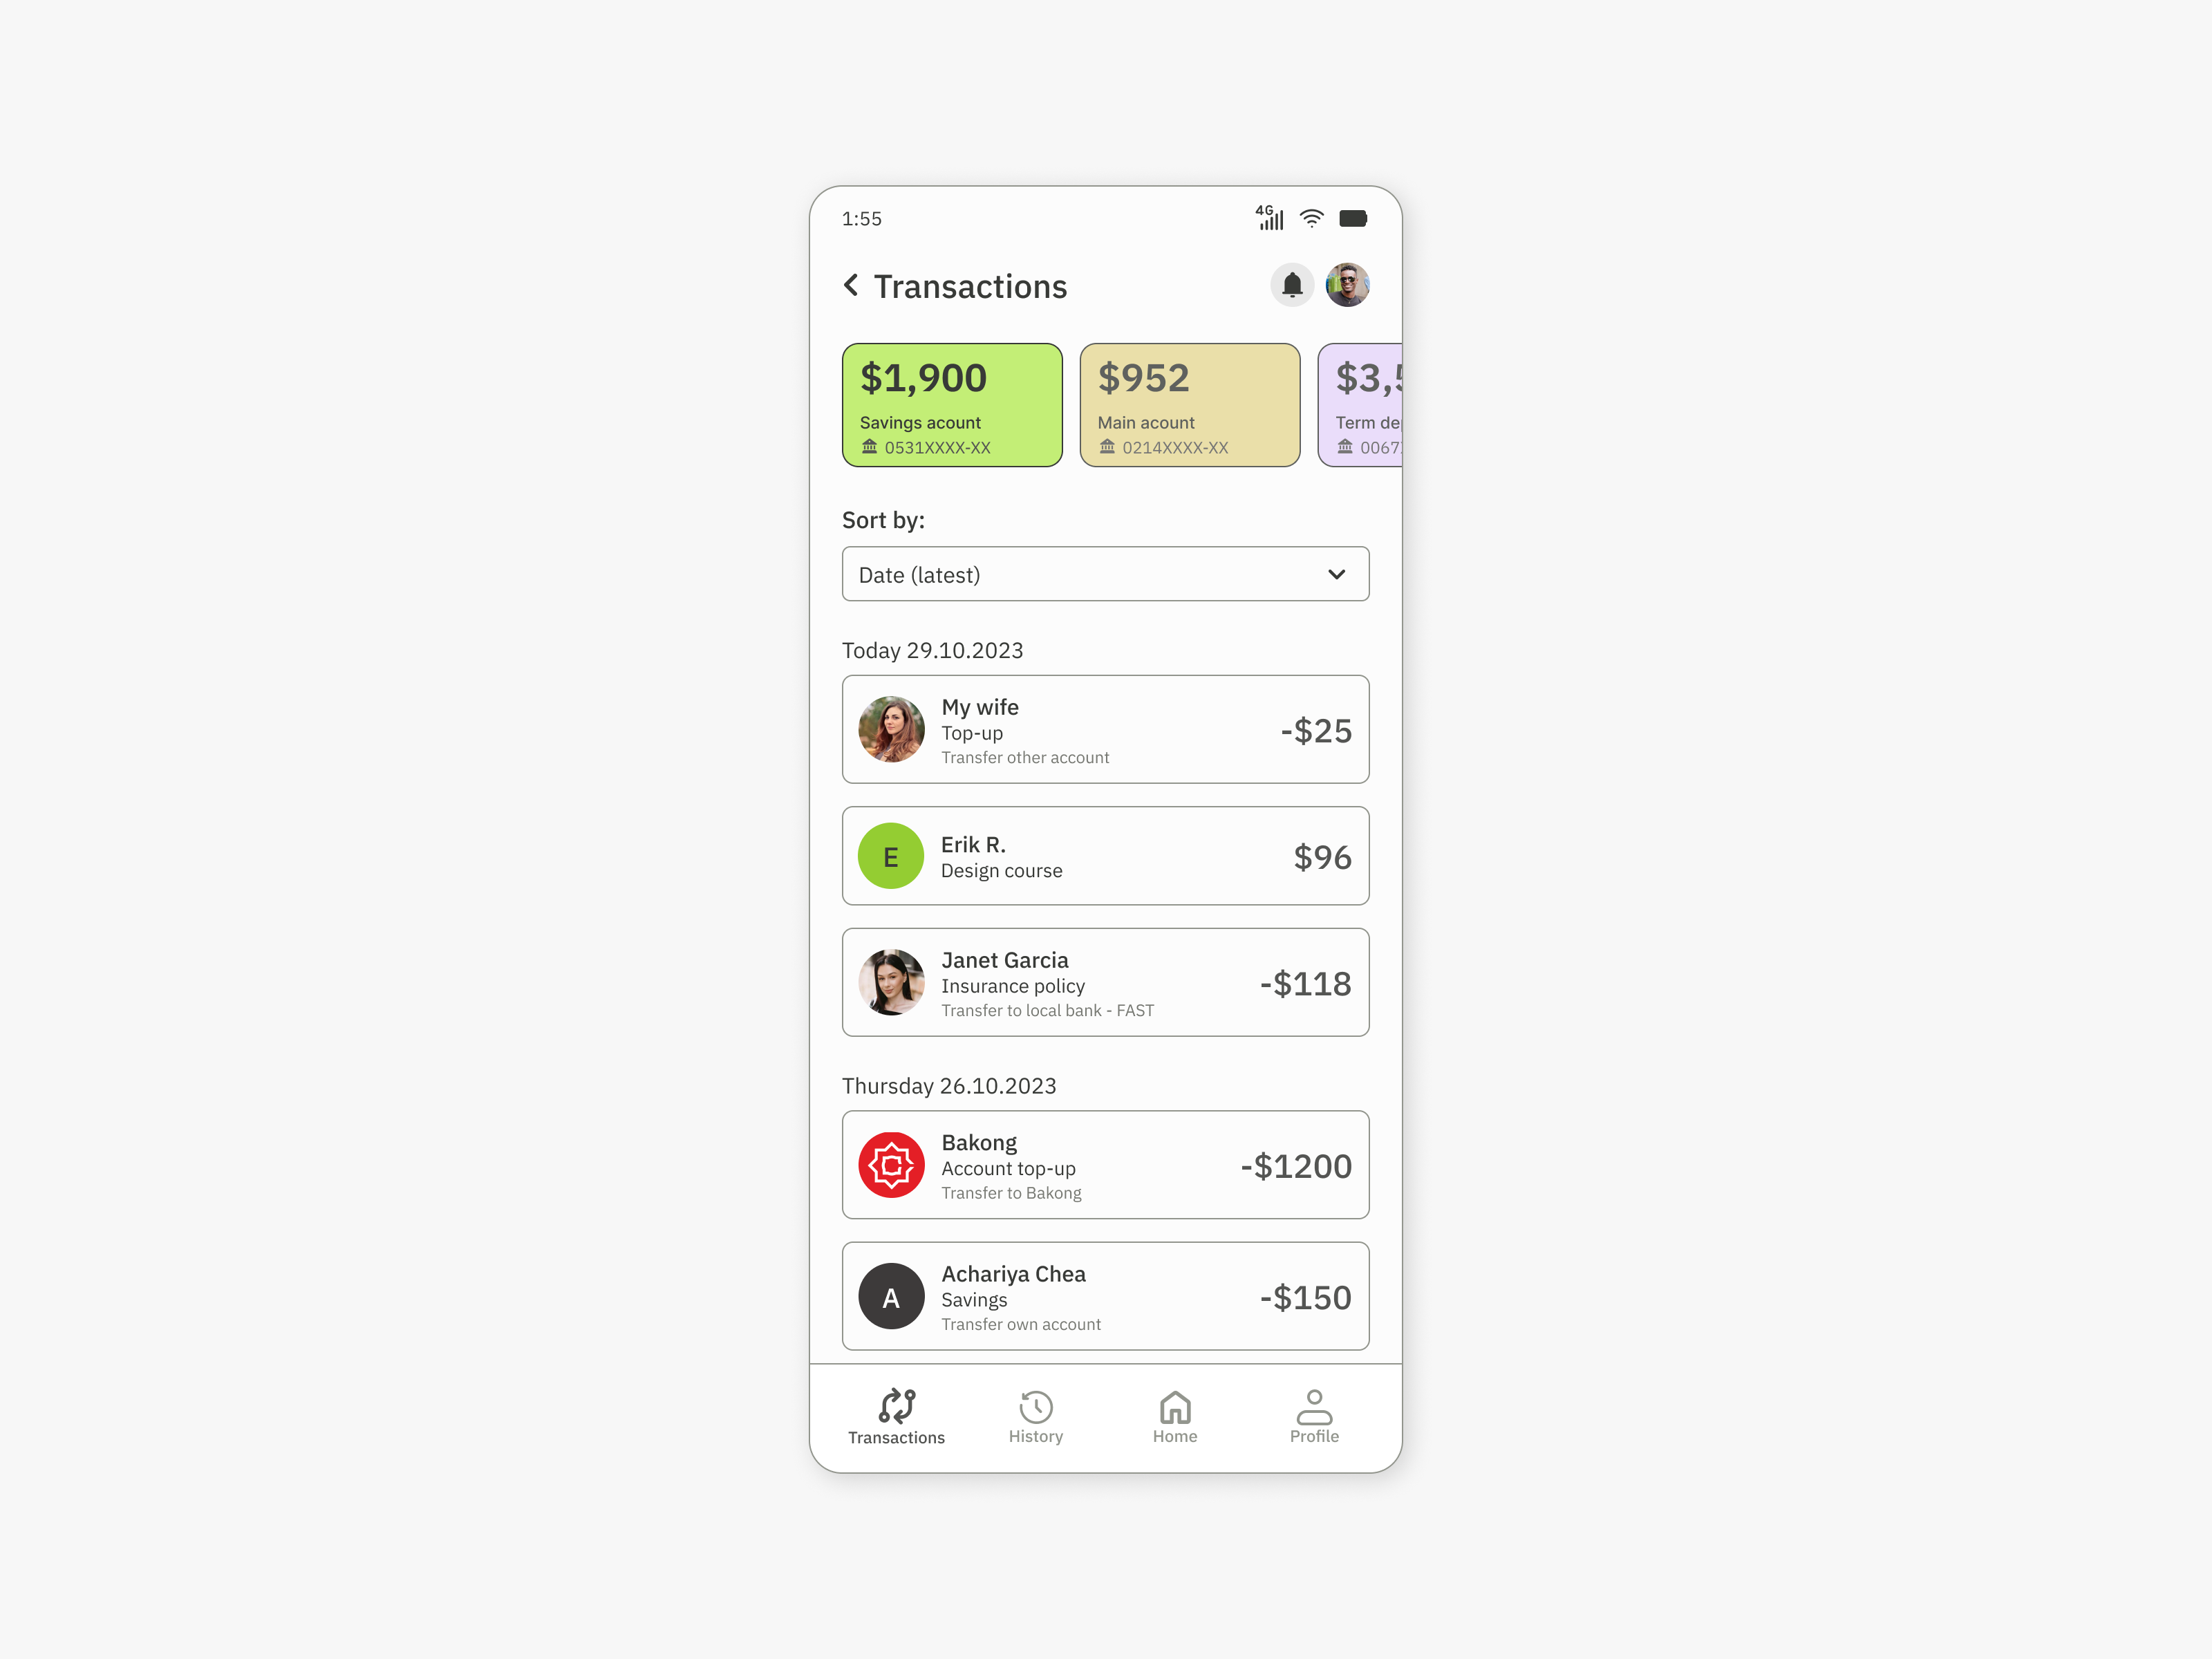 1:55
4G
Transactions
$1,900
Savings acount
0531XXXX-XX
$952
Main acount
0214XXXX-XX
$3,5
Term de
0067
Sort by:
Date (latest)
Today 29.10.2023
My wife
Top-up
Transfer other account
-$25
E
Erik R.
Design course
$96
Janet Garcia
Insurance policy
Transfer to local bank - FAST
-$118
Thursday 26.10.2023
Bakong
Account top-up
Transfer to Bakong
-$1200
A
Achariya Chea
Savings
Transfer own account
-$150
Transactions
History
Home
Profile